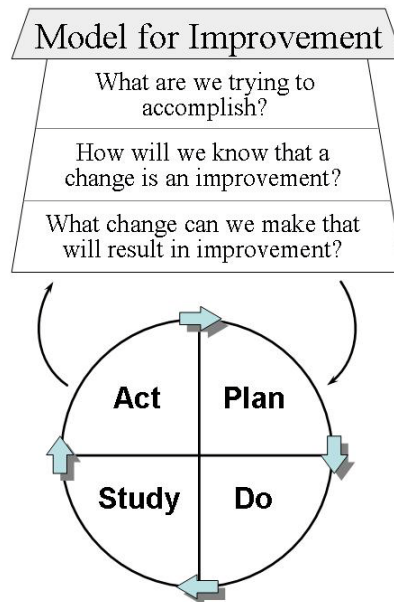 Model for Improvement
What are we trying to
accomplish?
How will we know that a
change is an improvement?
What change can we make that
will result in improvement?
Act
Plan
Study
Do